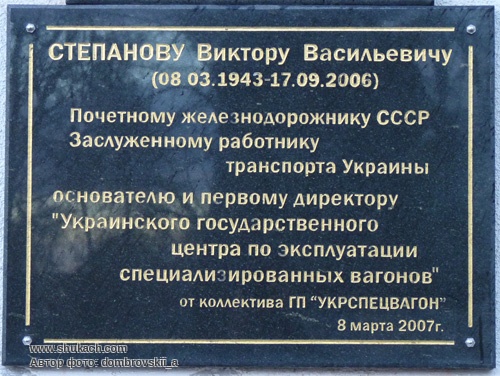 СТЕПАНОВУ Виктору Васильевичу
(08 03.1943-17.09.2006)
Почетному железнодорожнику СССР
Заслуженному работнику
транспорта Украины
основателю и первому директору
"Украинского государственного
центра по эксплуатации
специализированных вагонов"
от коллектива ГП "УКРСПЕЦВАГОН"
8 марта 2007г.
www.shukach.com
Автор фото: dombrovskii_a